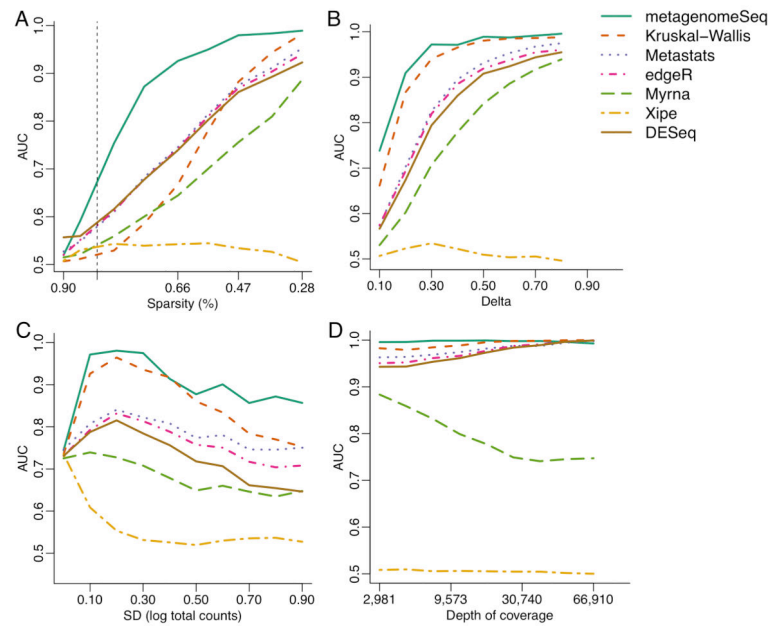 A
AUC
1.0
0.9
0.8
0.7
0.6
0.5
0.90
0.66
0.47
0.28
Sparsity (%)
B
AUC
1.0
0.9
0.8
0.7
0.6
0.5
0.10
0.30
0.50
0.70
0.90
Delta
metagenomeSeq
Kruskal-Wallis
Metastats
edgeR
Myrna
Xipe
DESeq
C
AUC
1.0
0.9
0.8
0.7
0.6
0.5
0.10
0.30
0.50
0.70
0.90
SD (log total counts)
D
AUC
1.0
0.9
0.8
0.7
0.6
0.5
2,981
9,573
30,740
66,910
Depth of coverage